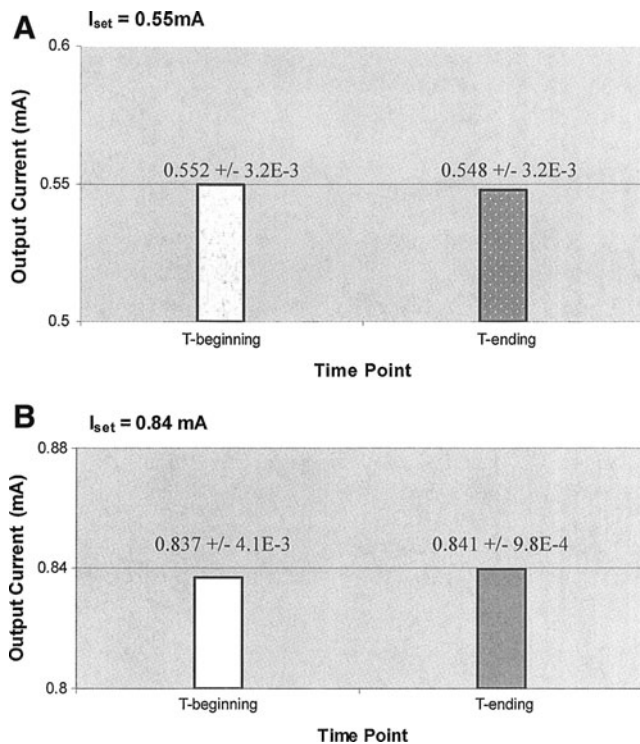 A
I_set = 0.55mA
0.6
0.55
0.5
Output Current (mA)
0.552 +/- 3.2E-3
0.548 +/- 3.2E-3
T-beginning
T-ending
Time Point
B
I_set = 0.84 mA
0.88
0.84
0.8
Output Current (mA)
0.837 +/- 4.1E-3
0.841 +/- 9.8E-4
T-beginning
T-ending
Time Point